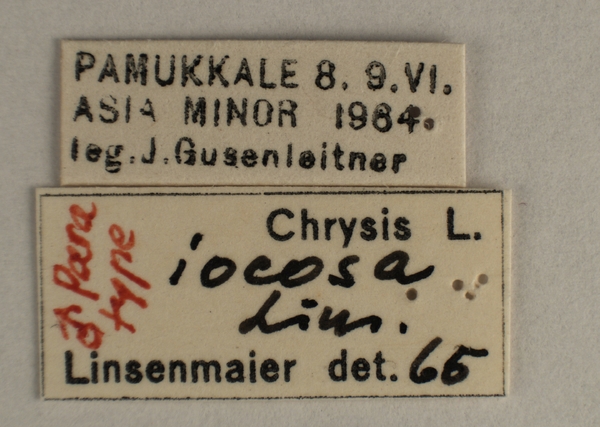 PAMUKKALE 8. 9.VI.
ASIA MINOR 1964.
leg.J.Gusenleitner
♂ Para
type
Chrysis L.
iocosa
Lins.
Linsenmaier det. 65